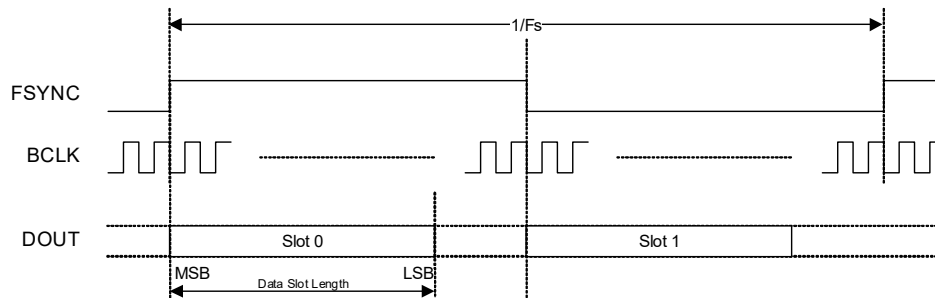 1/Fs
FSYNC
BCLK
DOUT
Slot 0
Slot 1
MSB
LSB
Data Slot Length